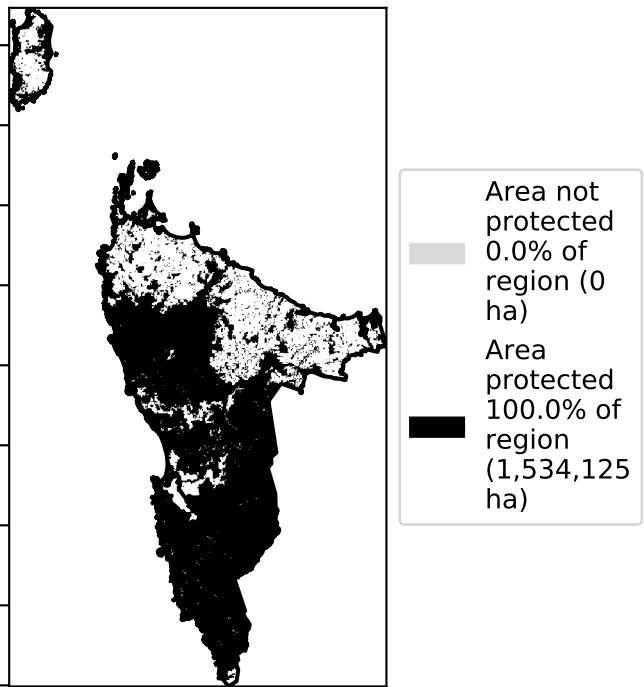 Area not
protected
0.0% of
region (0
ha)
Area
protected
100.0% of
region
(1,534,125
ha)